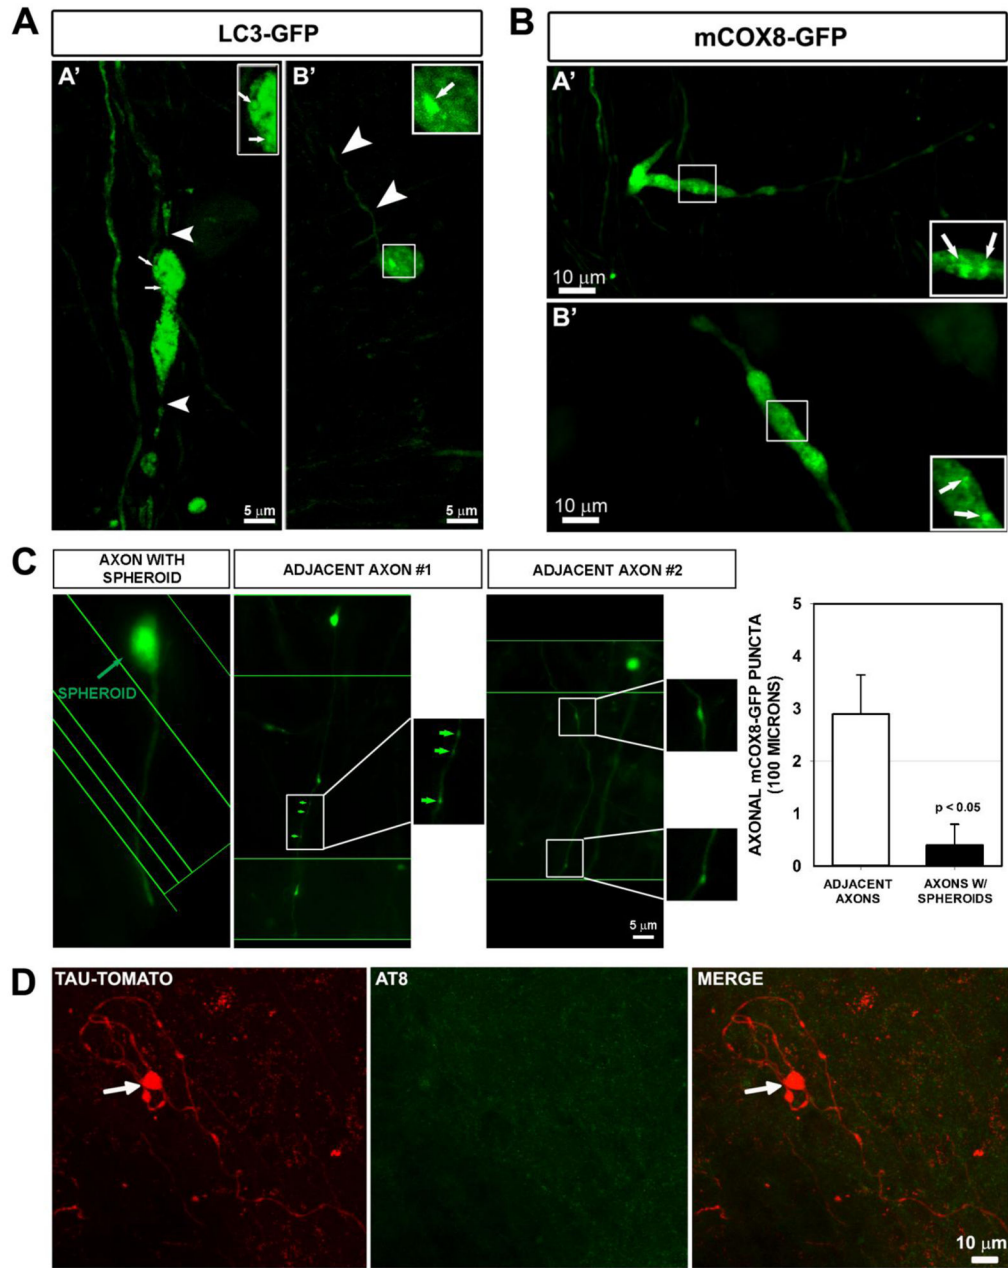 A
LC3-GFP
A’
B’
5 μm
5 μm
B
mCOX8-GFP
A’
10 μm
B’
10 μm
C
AXON WITH
SPHEROID
ADJACENT AXON #1
ADJACENT AXON #2
SPHEROID
5 μm
AXONAL mCOX8-GFP PUNCTA
(100 MICRONS)
5
4
3
2
1
0
p < 0.05
ADJACENT
AXONS
AXONS W/
SPHEROIDS
D
TAU-TOMATO
AT8
MERGE
10 μm